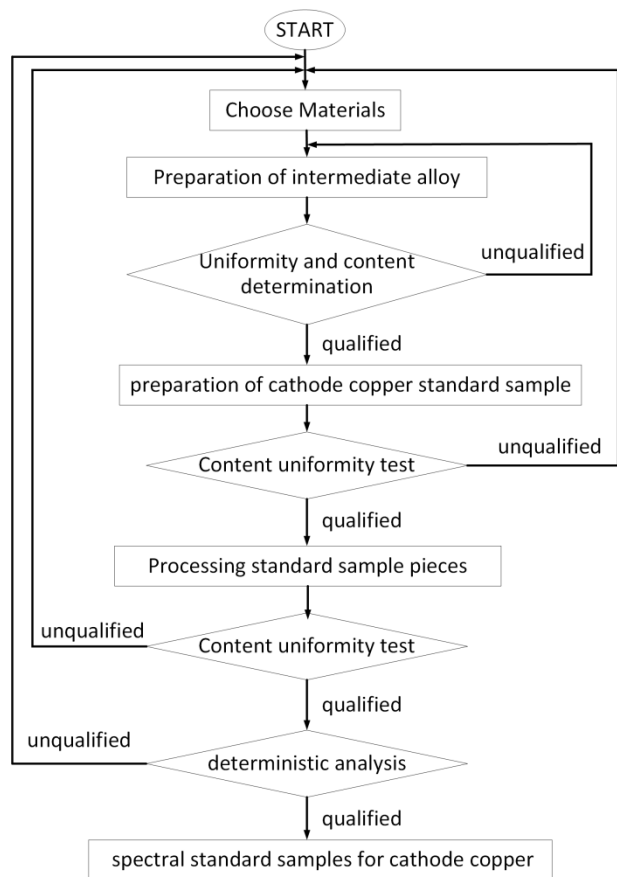 START
Choose Materials
Preparation of intermediate alloy
Uniformity and content
determination
unqualified
qualified
preparation of cathode copper standard sample
Content uniformity test
unqualified
qualified
Processing standard sample pieces
Content uniformity test
unqualified
qualified
deterministic analysis
unqualified
qualified
spectral standard samples for cathode copper